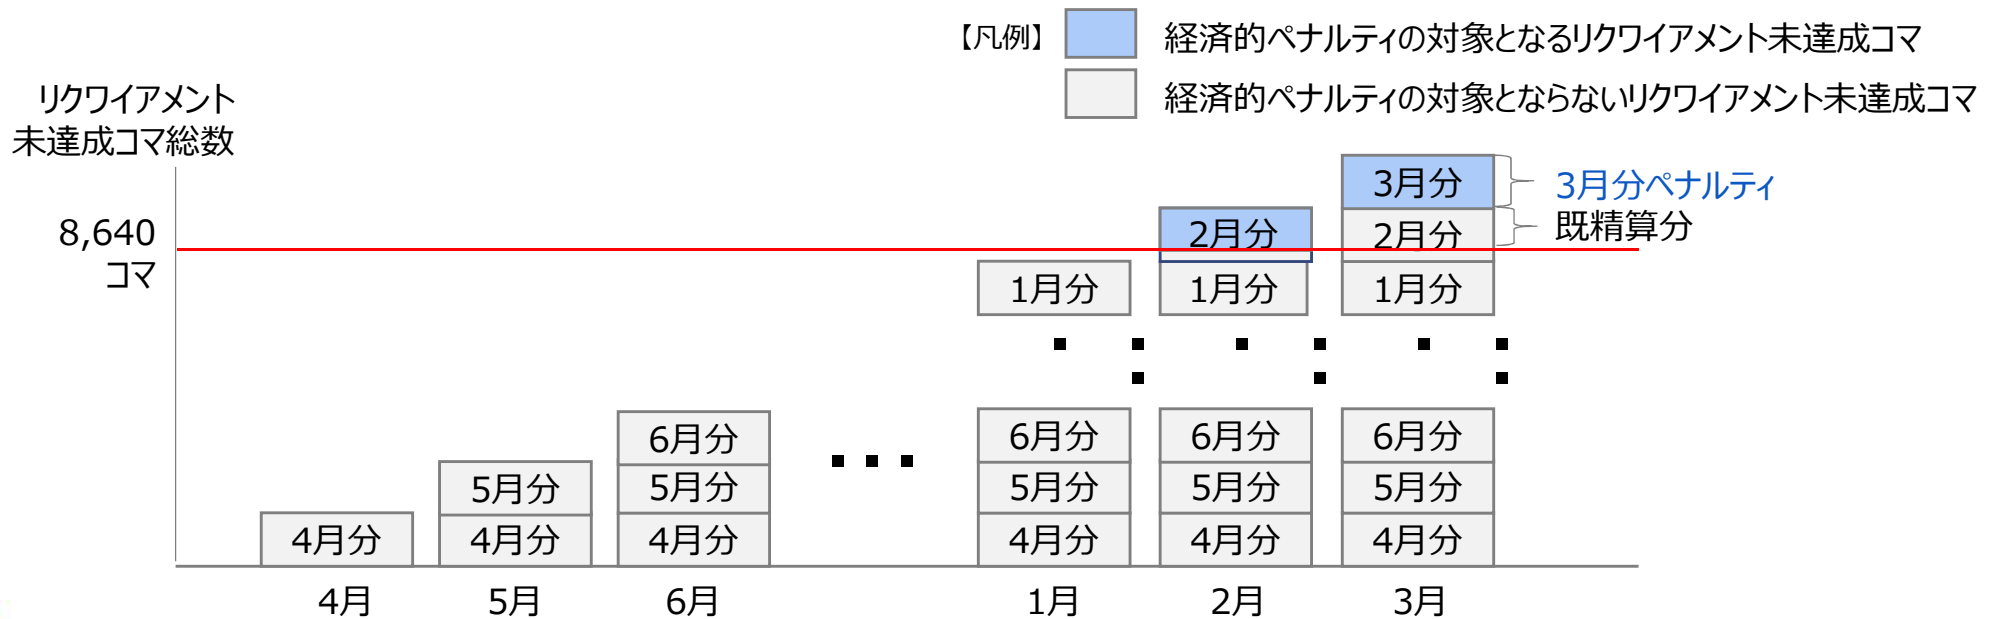 【凡例】
経済的ペナルティの対象となるリクワイアメント未達成コマ
経済的ペナルティの対象とならないリクワイアメント未達成コマ
リクワイアメント
未達成コマ総数
8,640
コマ
3月分
2月分
1月分
3月分ペナルティ
既精算分
2月分
1月分
1月分
6月分
5月分
4月分
6月分
5月分
4月分
6月分
5月分
4月分
6月分
5月分
4月分
5月分
4月分
4月分
4月
5月
6月
1月
2月
3月